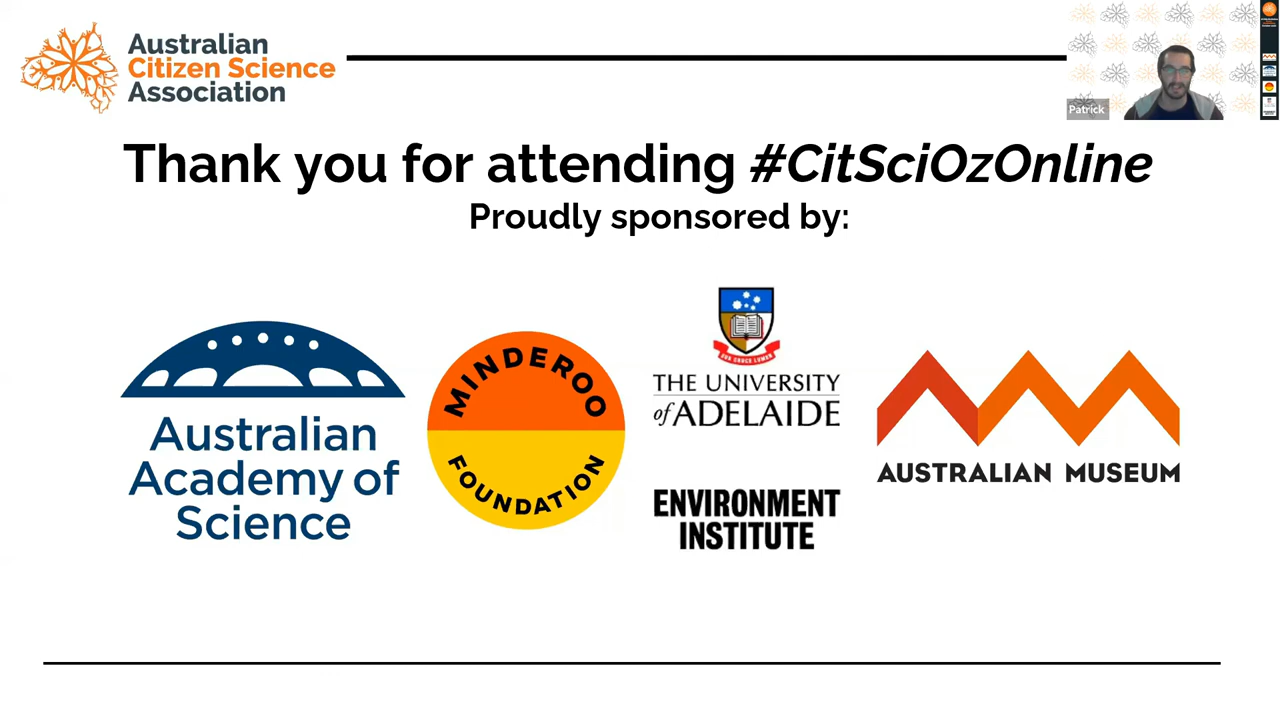 Australian
Citizen Science
Association
Patrick
Thank you for attending #CitSciOzOnline
Proudly sponsored by:
Australian
Academy of
Science
MINDEROO
FOUNDATION
THE UNIVERSITY
of ADELAIDE
ENVIRONMENT
INSTITUTE
AUSTRALIAN MUSEUM